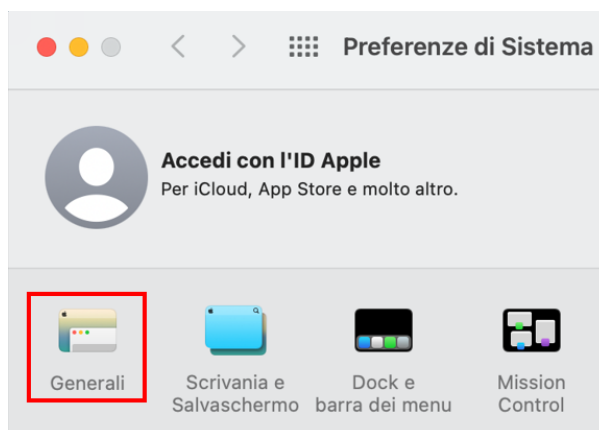 Preferenze di Sistema
Accedi con l'ID Apple
Per iCloud, App Store e molto altro.
Generali
Scrivania e
Salvaschermo
Dock e
barra dei menu
Mission
Control